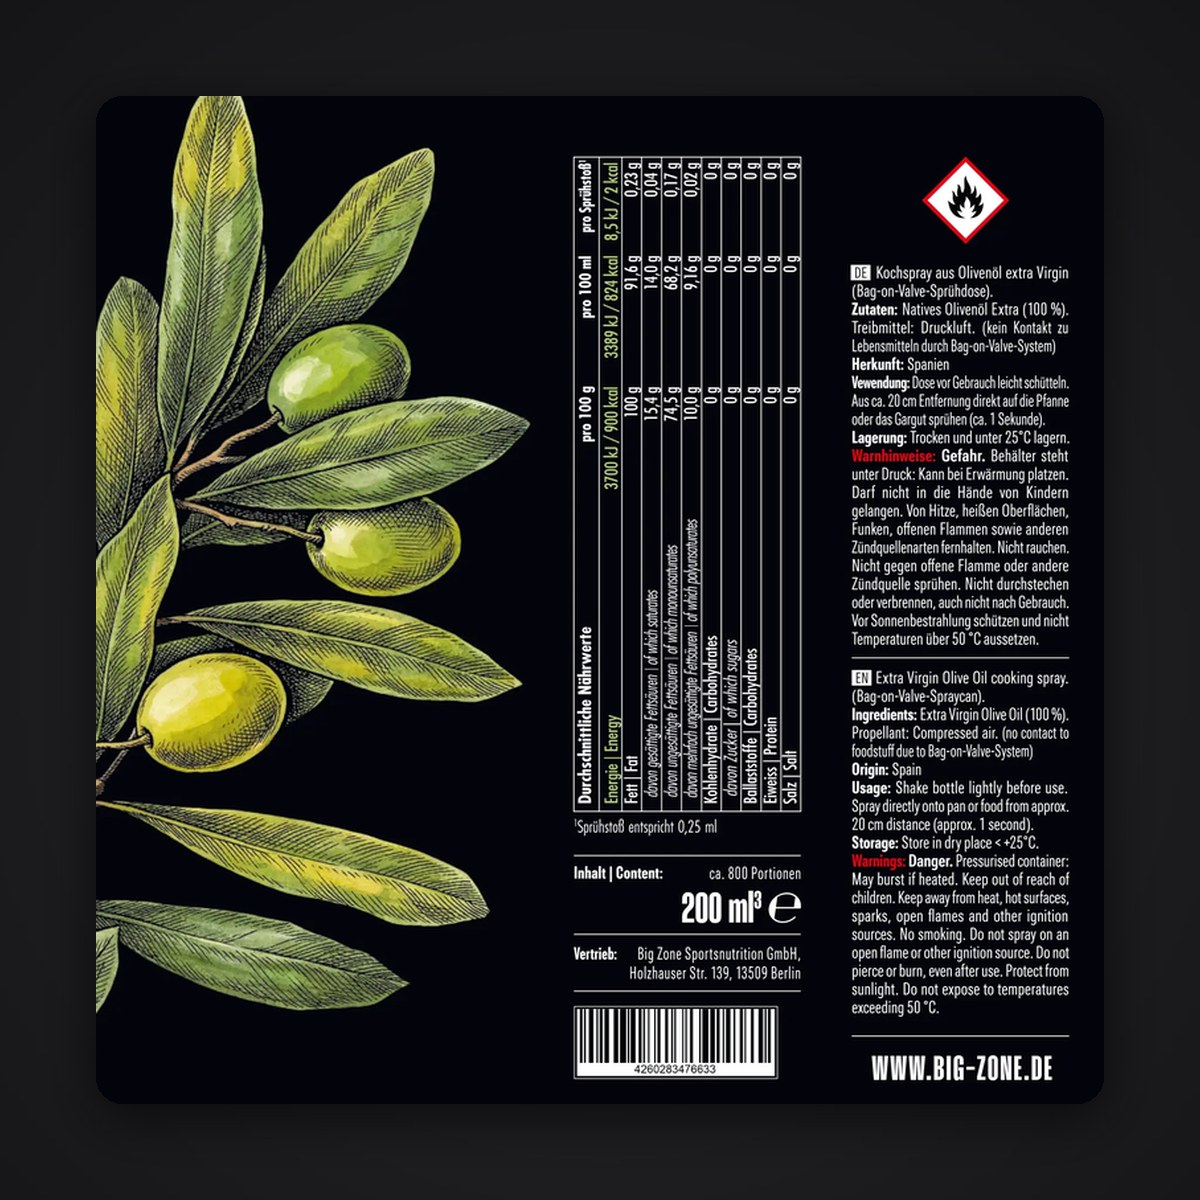 Durchschnittliche Nährwerte pro 100 g pro 100 ml pro Sprühstoß¹
Energie | Energy 3700 kJ / 900 kcal 3389 kJ / 824 kcal 8,5 kJ / 2 kcal
Fett | Fat 100 g 91,6 g 0,23 g
davon gesättigte Fettsäuren | of which saturates 15,4 g 14,0 g 0,04 g
davon ungesättigte Fettsäuren | of which monounsaturates 74,5 g 68,2 g 0,17 g
davon mehrfach ungesättigte Fettsäuren | of which polyunsaturates 10,0 g 9,16 g 0,02 g
Kohlenhydrate | Carbohydrates 0 g 0 g 0 g
davon Zucker | of which sugars 0 g 0 g 0 g
Ballaststoffe | Carbohydrates 0 g 0 g 0 g
Eiweiss | Protein 0 g 0 g 0 g
Salz | Salt 0 g 0 g 0 g
¹Sprühstoß entspricht 0,25 ml
Inhalt | Content: ca. 800 Portionen
200 ml³ ℮
Vertrieb: Big Zone Sportsnutrition GmbH,
Holzhauser Str. 139, 13509 Berlin
4260283476633
DE Kochspray aus Olivenöl extra Virgin
(Bag-on-Valve-Sprühdose).
Zutaten: Natives Olivenöl Extra (100 %).
Treibmittel: Druckluft. (kein Kontakt zu
Lebensmitteln durch Bag-on-Valve-System)
Herkunft: Spanien
Vewendung: Dose vor Gebrauch leicht schütteln.
Aus ca. 20 cm Entfernung direkt auf die Pfanne
oder das Gargut sprühen (ca. 1 Sekunde).
Lagerung: Trocken und unter 25°C lagern.
Warnhinweise: Gefahr. Behälter steht
unter Druck: Kann bei Erwärmung platzen.
Darf nicht in die Hände von Kindern
gelangen. Von Hitze, heißen Oberflächen,
Funken, offenen Flammen sowie anderen
Zündquellenarten fernhalten. Nicht rauchen.
Nicht gegen offene Flamme oder andere
Zündquelle sprühen. Nicht durchstechen
oder verbrennen, auch nicht nach Gebrauch.
Vor Sonnenbestrahlung schützen und nicht
Temperaturen über 50 °C aussetzen.
EN Extra Virgin Olive Oil cooking spray.
(Bag-on-Valve-Spraycan).
Ingredients: Extra Virgin Olive Oil (100 %).
Propellant: Compressed air. (no contact to
foodstuff due to Bag-on-Valve-System)
Origin: Spain
Usage: Shake bottle lightly before use.
Spray directly onto pan or food from approx.
20 cm distance (approx. 1 second).
Storage: Store in dry place < +25°C.
Warnings: Danger. Pressurised container:
May burst if heated. Keep out of reach of
children. Keep away from heat, hot surfaces,
sparks, open flames and other ignition
sources. No smoking. Do not spray on an
open flame or other ignition source. Do not
pierce or burn, even after use. Protect from
sunlight. Do not expose to temperatures
exceeding 50 °C.
WWW.BIG-ZONE.DE